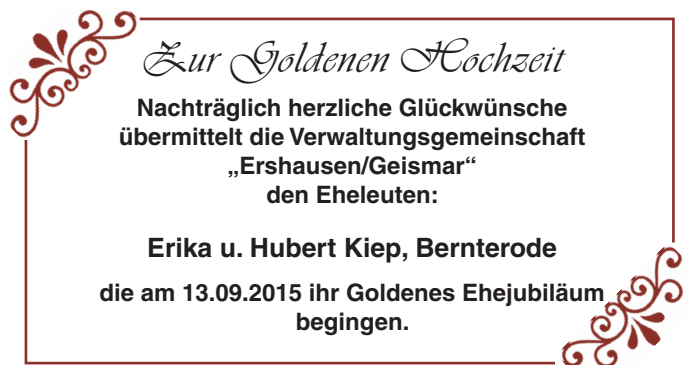 Zur Goldenen Hochzeit
Nachträglich herzliche Glückwünsche
übermittelt die Verwaltungsgemeinschaft
„Ershausen/Geismar“
den Eheleuten:
Erika u. Hubert Kiep, Bernterode
die am 13.09.2015 ihr Goldenes Ehejubiläum
begingen.